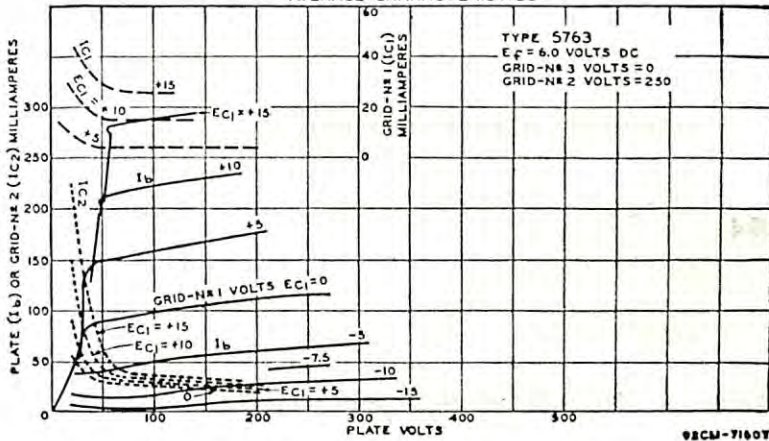 60
TYPE 5763
Ef = 6.0 VOLTS DC
GRID-Nº 3 VOLTS = 0
GRID-Nº 2 VOLTS = 250
PLATE (Ib) OR GRID-Nº 2 (IC2) MILLIAMPERES
300
250
200
150
100
50
0
GRID-Nº 1 (IC1)
MILLIAMPERES
40
20
0
IC1
+15
EC1 = +10
EC1 = +15
+5
Ib
+10
IC2
+5
GRID-Nº 1 VOLTS EC1=0
EC1 = +15
EC1 = +10
Ib
-5
-7.5
-10
0
EC1 = +5
-15
100
200
300
400
500
PLATE VOLTS
92CM-7160T